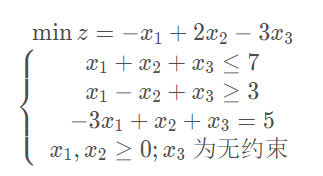 min z = −x₁ + 2x₂ − 3x₃
x₁ + x₂ + x₃ ≤ 7
x₁ − x₂ + x₃ ≥ 3
−3x₁ + x₂ + x₃ = 5
x₁, x₂ ≥ 0; x₃ 为无约束